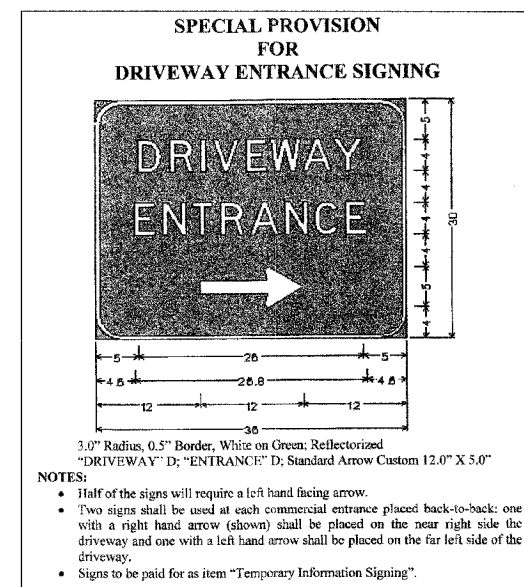 SPECIAL PROVISION
FOR
DRIVEWAY ENTRANCE SIGNING
DRIVEWAY
ENTRANCE
5
4
4
4
4
5
4
30
5 26 5
4.6 26.8 4.6
12 12 12
36
3.0” Radius, 0.5” Border, White on Green; Reflectorized
“DRIVEWAY” D; “ENTRANCE” D; Standard Arrow Custom 12.0” X 5.0”
NOTES:
• Half of the signs will require a left hand facing arrow.
• Two signs shall be used at each commercial entrance placed back-to-back: one
with a right hand arrow (shown) shall be placed on the near right side the
driveway and one with a left hand arrow shall be placed on the far left side of the
driveway.
• Signs to be paid for as item “Temporary Information Signing”.